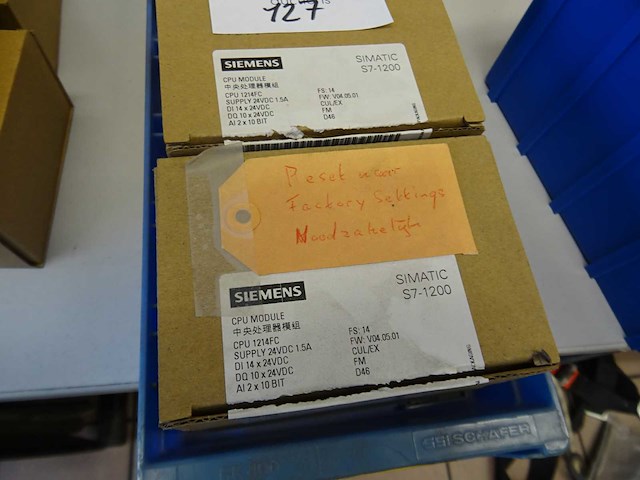 127
SIEMENS
SIMATIC
S7-1200
CPU MODULE
中央处理器模组
CPU 1214FC
SUPPLY 24VDC 1.5A
DI 14 x 24VDC
DQ 10 x 24VDC
AI 2 x 10 BIT
FS: 14
FW: V04.05.01
CUL/EX
FM
D46
Reset naar
Factory Settings
Noodzakelijk
SIEMENS
SIMATIC
S7-1200
CPU MODULE
中央处理器模组
CPU 1214FC
SUPPLY 24VDC 1.5A
DI 14 x 24VDC
DQ 10 x 24VDC
AI 2 x 10 BIT
FS: 14
FW: V04.05.01
CUL/EX
FM
D46
SSI SCHÄFER